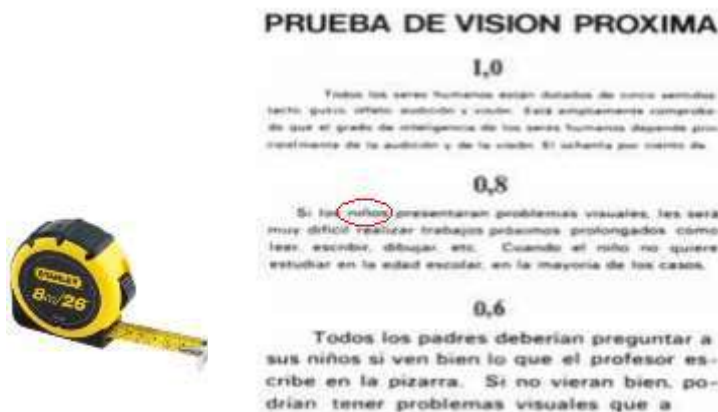 PRUEBA DE VISION PROXIMA
1,0
Todos los seres humanos están dotados de cinco sentidos
tacto, gusto, olfato, audición y visión. Está ampliamente comproba-
do que el grado de inteligencia de los seres humanos depende prin-
cipalmente de la audición y de la visión. El ochenta por ciento de
0,8
Si los niños presentaran problemas visuales, les será
muy difícil realizar trabajos próximos prolongados como
leer, escribir, dibujar, etc. Cuando el niño no quiere
estudiar en la edad escolar, en la mayoria de los casos,
STANLEY
8m/26'
0,6
Todos los padres deberian preguntar a
sus niños si ven bien lo que el profesor es-
cribe en la pizarra. Si no vieran bien, po-
drian tener problemas visuales que a